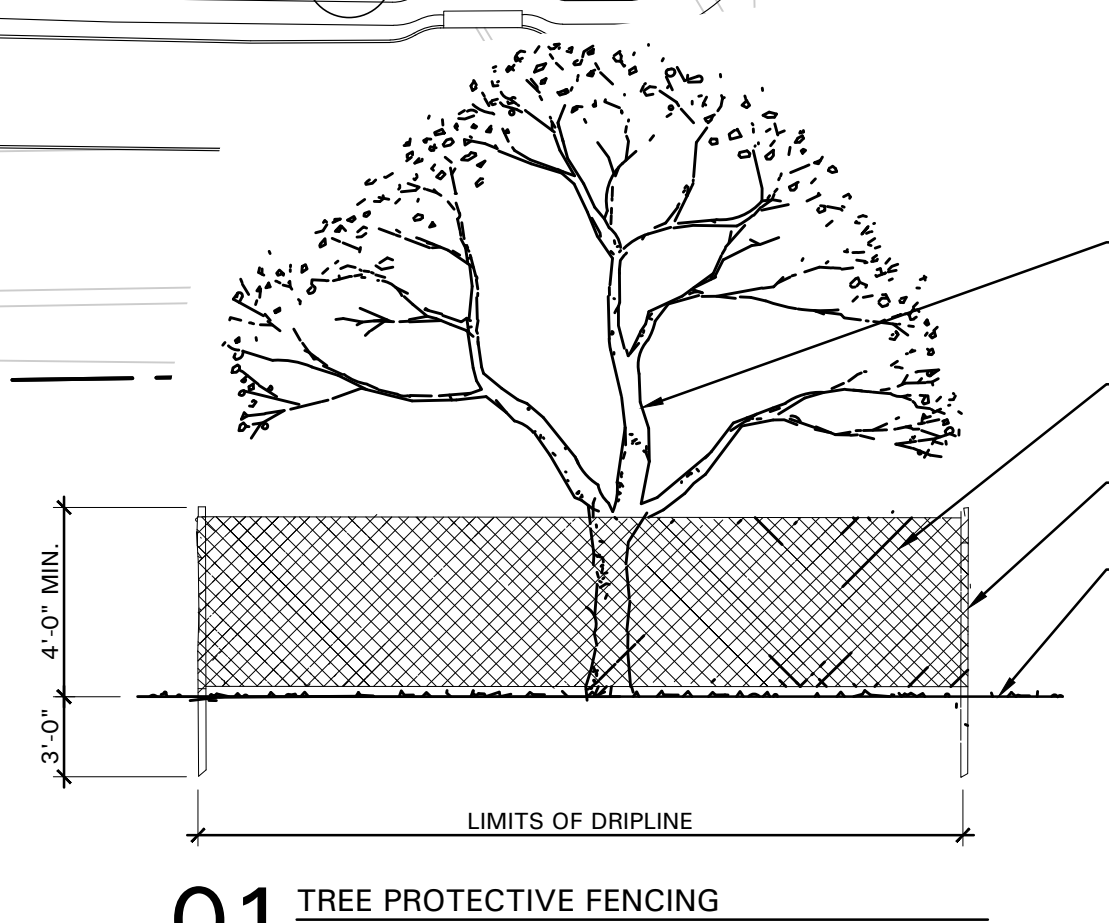 4'-0" MIN.
3'-0"
LIMITS OF DRIPLINE
01 TREE PROTECTIVE FENCING